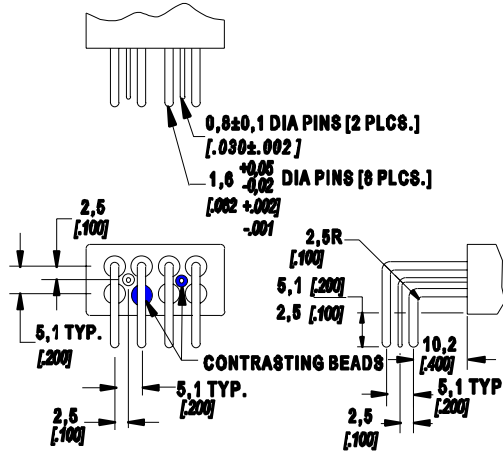 0,8±0,1 DIA PINS [2 PLCS.]
[.030±.002 ]
1,6 +0,05 -0,02 DIA PINS [8 PLCS.]
[.062 +.002] -.001
2,5
[.100]
2,5R
[.100]
5,1 [.200]
2,5 [.100]
5,1 TYP.
[.200]
CONTRASTING BEADS
10,2
[.400]
5,1 TYP.
[.200]
5,1 TYP
[.200]
2,5
[.100]
2,5
[.100]